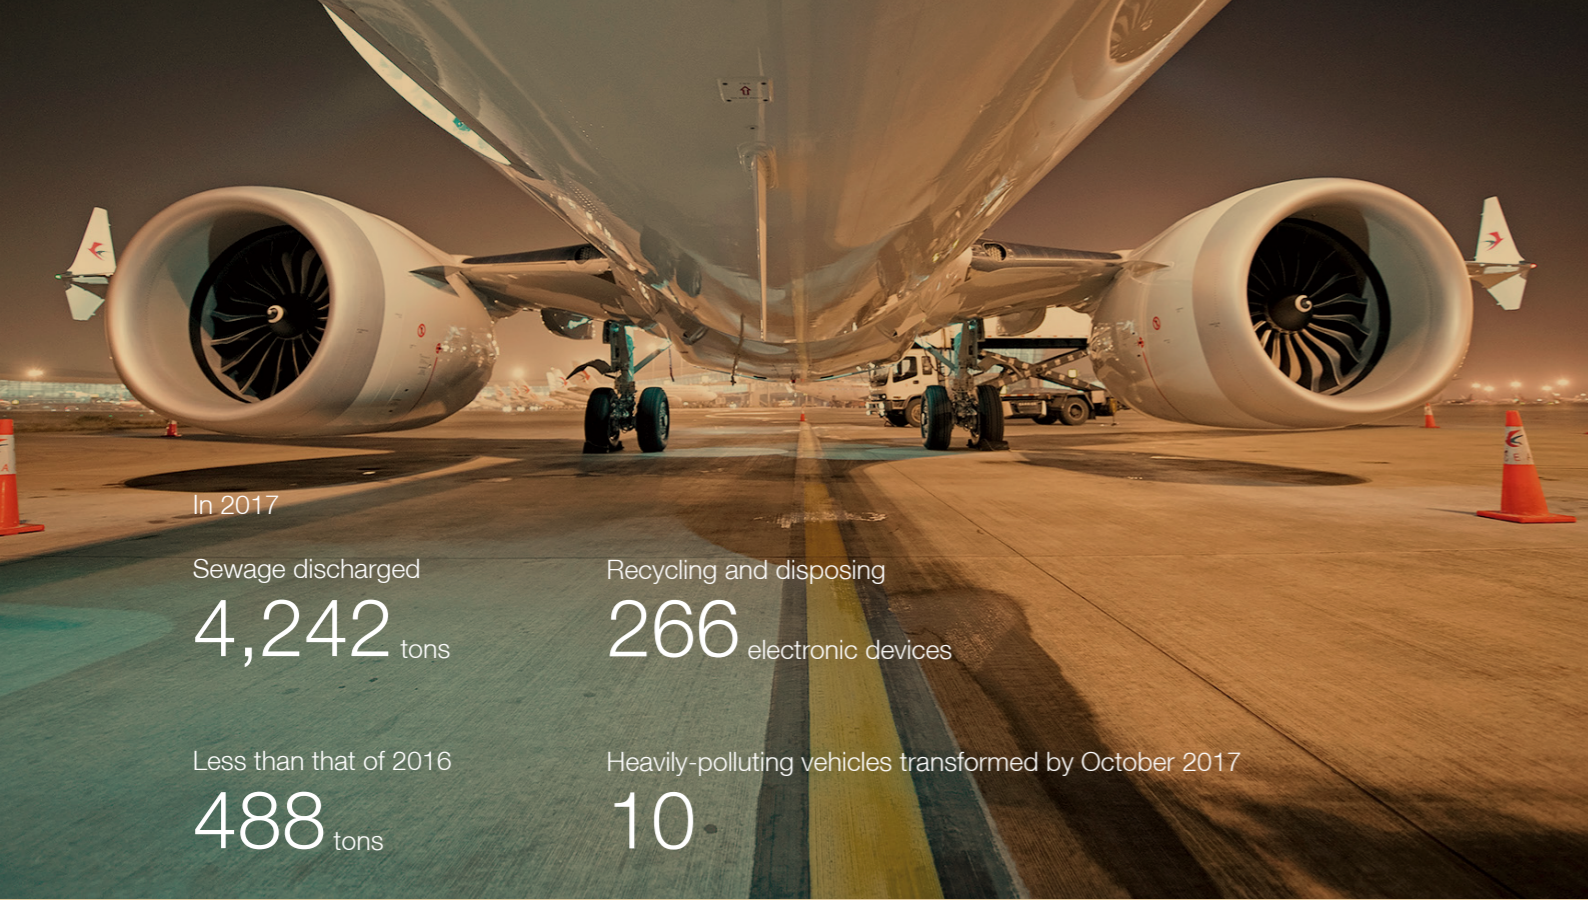 In 2017
Sewage discharged
4,242 tons
Recycling and disposing
266 electronic devices
Less than that of 2016
488 tons
Heavily-polluting vehicles transformed by October 2017
10